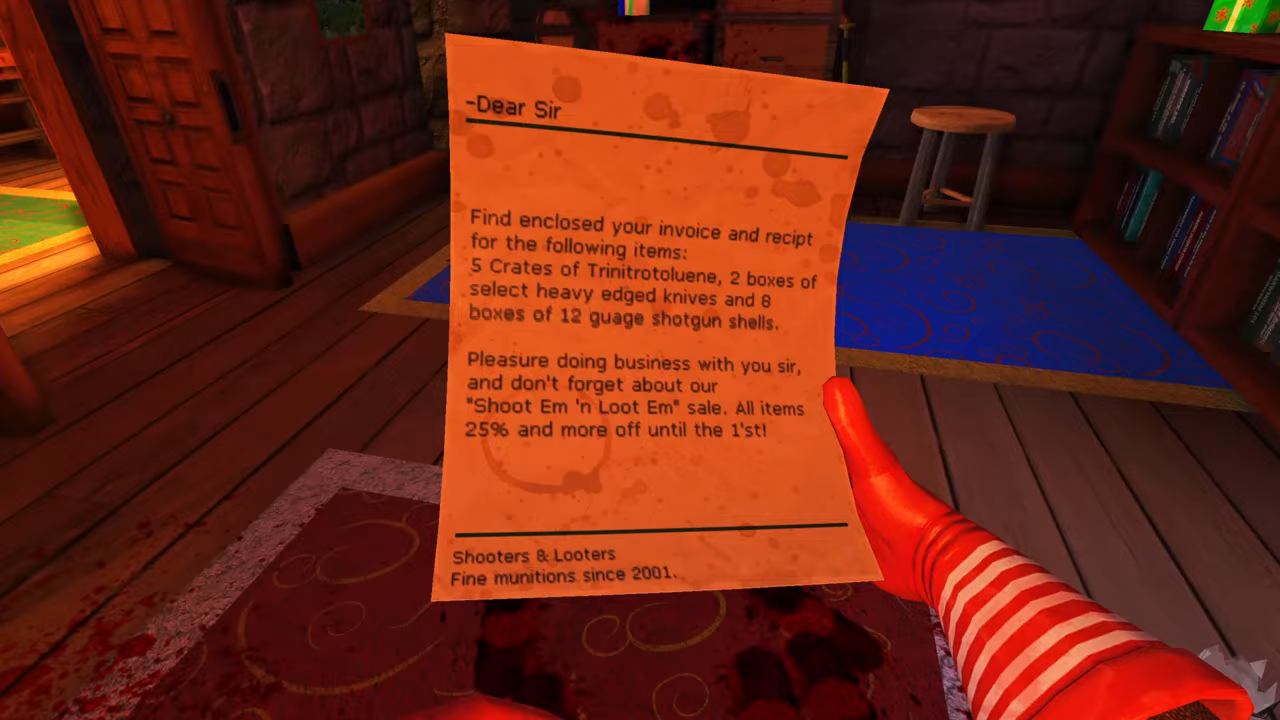 -Dear Sir
Find enclosed your invoice and recipt
for the following items:
5 Crates of Trinitrotoluene, 2 boxes of
select heavy edged knives and 8
boxes of 12 guage shotgun shells.
Pleasure doing business with you sir,
and don't forget about our
"Shoot Em 'n Loot Em" sale. All items
25% and more off until the 1'st!
Shooters & Looters
Fine munitions since 2001.